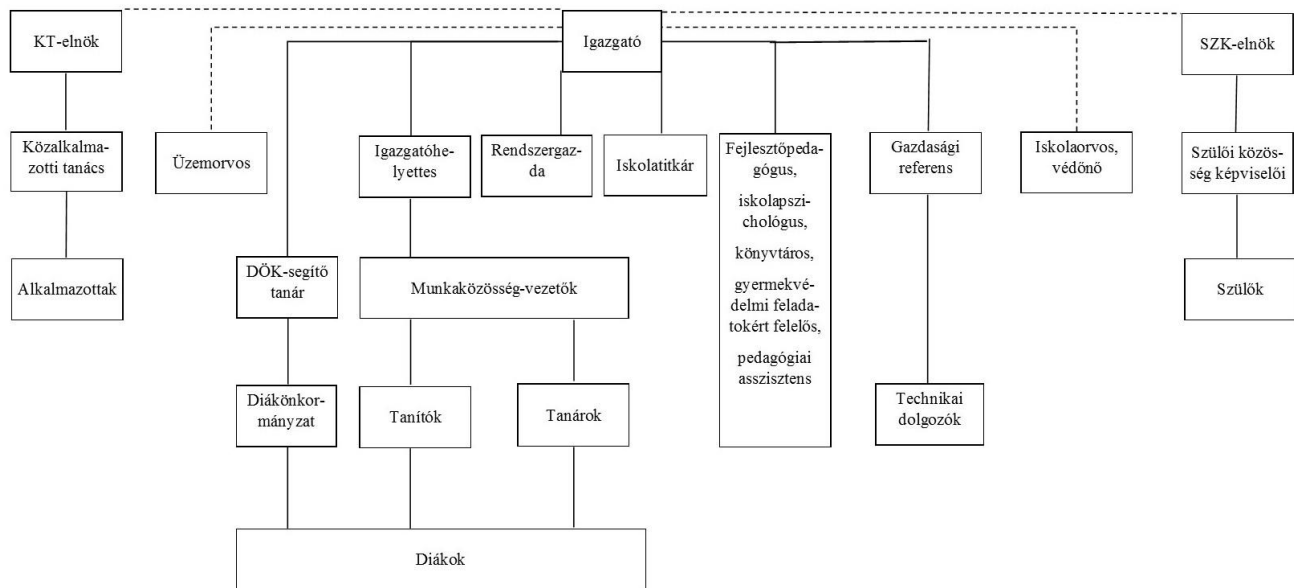 KT-elnök
Igazgató
SZK-elnök
Közalkalma-
zotti tanács
Üzemorvos
Igazgatóhe-
lyettes
Rendszergaz-
da
Iskolatitkár
Fejlesztőpeda-
gógus,
iskolapszi-
chológus,
könyvtáros,
gyermekvé-
delmi felada-
tokért felelős,
pedagógiai
asszisztens
Gazdasági
referens
Iskolaorvos,
védőnő
Szülői közös-
ség képviselői
Alkalmazottak
DÖK-segítő
tanár
Munkaközösség-vezetők
Szülők
Diákönkor-
mányzat
Tanítók
Tanárok
Technikai
dolgozók
Diákok